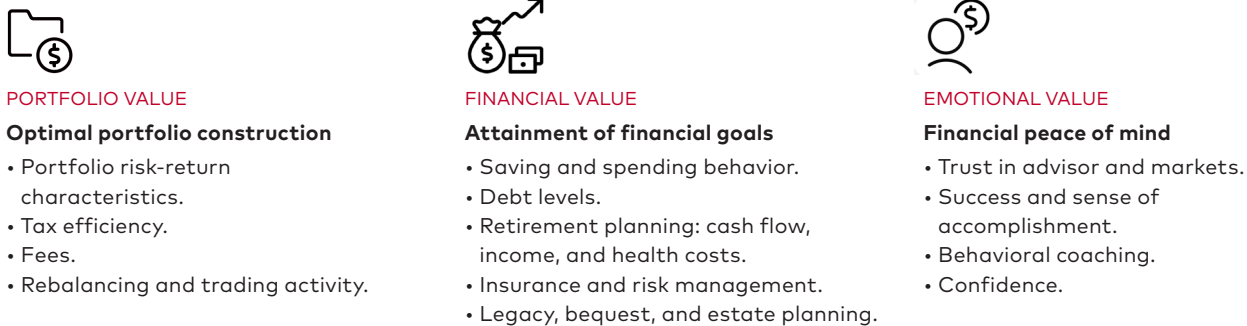 PORTFOLIO VALUE
Optimal portfolio construction
• Portfolio risk-return
characteristics.
• Tax efficiency.
• Fees.
• Rebalancing and trading activity.
FINANCIAL VALUE
Attainment of financial goals
• Saving and spending behavior.
• Debt levels.
• Retirement planning: cash flow,
income, and health costs.
• Insurance and risk management.
• Legacy, bequest, and estate planning.
EMOTIONAL VALUE
Financial peace of mind
• Trust in advisor and markets.
• Success and sense of
accomplishment.
• Behavioral coaching.
• Confidence.